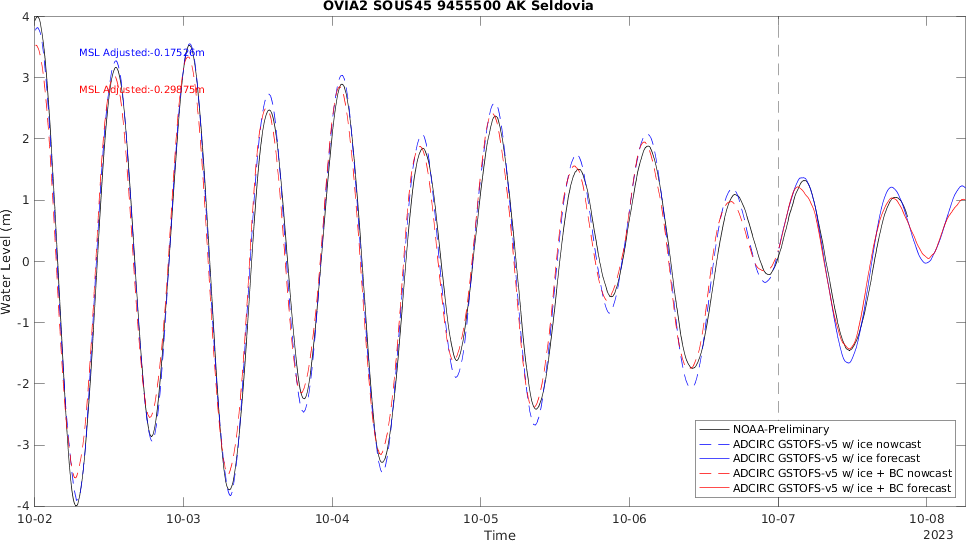 OVIA2 SOUS45 9455500 AK Seldovia
MSL Adjusted:-0.17526m
MSL Adjusted:-0.29875m
Water Level (m)
4
3
2
1
0
-1
-2
-3
-4
10-02
10-03
10-04
10-05
10-06
10-07
10-08
Time
2023
NOAA-Preliminary
ADCIRC GSTOFS-v5 w/ ice nowcast
ADCIRC GSTOFS-v5 w/ ice forecast
ADCIRC GSTOFS-v5 w/ ice + BC nowcast
ADCIRC GSTOFS-v5 w/ ice + BC forecast